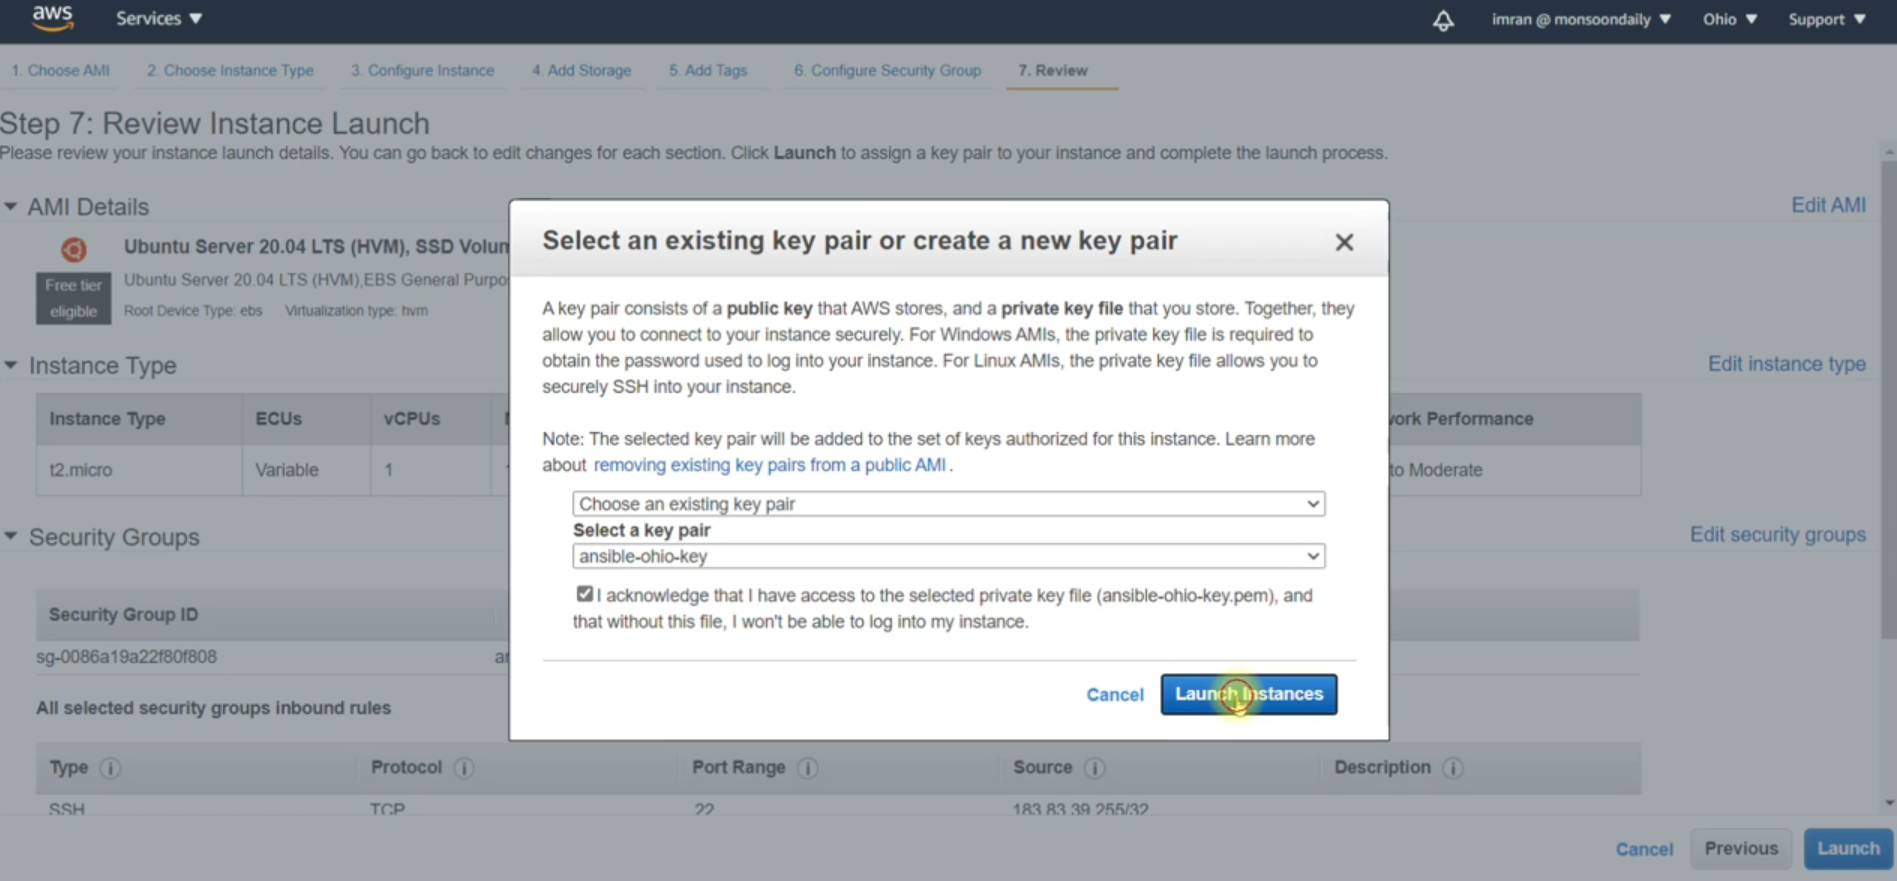 aws Services imran @ monsoondaily Ohio Support
1. Choose AMI 2. Choose Instance Type 3. Configure Instance 4. Add Storage 5. Add Tags 6. Configure Security Group 7. Review
Step 7: Review Instance Launch
Please review your instance launch details. You can go back to edit changes for each section. Click Launch to assign a key pair to your instance and complete the launch process.
AMI Details Edit AMI
Ubuntu Server 20.04 LTS (HVM), SSD
Free tier eligible
Ubuntu Server 20.04 LTS (HVM),EBS General
Root Device Type: ebs Virtualization type: hvm
Instance Type Edit instance type
Instance Type ECUs vCPUs Performance
t2.micro Variable 1 to Moderate
Security Groups Edit security groups
Security Group ID
sg-0086a19a22f80f808
All selected security groups inbound rules
Type Protocol Port Range Source Description
SSH TCP 22 183.83.39.255/32
Cancel Previous Launch
Select an existing key pair or create a new key pair
A key pair consists of a public key that AWS stores, and a private key file that you store. Together, they
allow you to connect to your instance securely. For Windows AMIs, the private key file is required to
obtain the password used to log into your instance. For Linux AMIs, the private key file allows you to
securely SSH into your instance.
Note: The selected key pair will be added to the set of keys authorized for this instance. Learn more
about removing existing key pairs from a public AMI .
Choose an existing key pair
Select a key pair
ansible-ohio-key
I acknowledge that I have access to the selected private key file (ansible-ohio-key.pem), and
that without this file, I won't be able to log into my instance.
Cancel Launch Instances